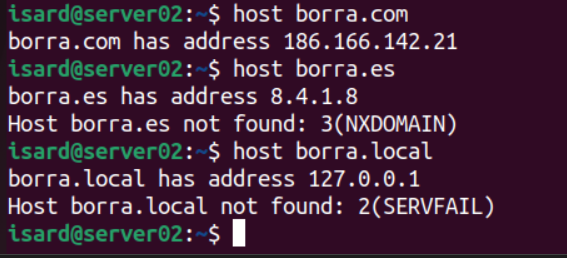 isard@server02:~$ host borra.com
borra.com has address 186.166.142.21
isard@server02:~$ host borra.es
borra.es has address 8.4.1.8
Host borra.es not found: 3(NXDOMAIN)
isard@server02:~$ host borra.local
borra.local has address 127.0.0.1
Host borra.local not found: 2(SERVFAIL)
isard@server02:~$